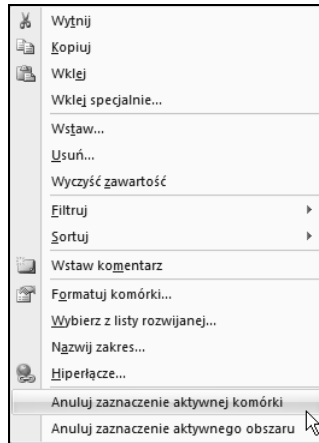 Wytnij
Kopiuj
Wklej
Wklej specjalnie...
Wstaw...
Usuń...
Wyczyść zawartość
Filtruj
Sortuj
Wstaw komentarz
Formatuj komórki...
Wybierz z listy rozwijanej...
Nazwij zakres...
Hiperłącze...
Anuluj zaznaczenie aktywnej komórki
Anuluj zaznaczenie aktywnego obszaru